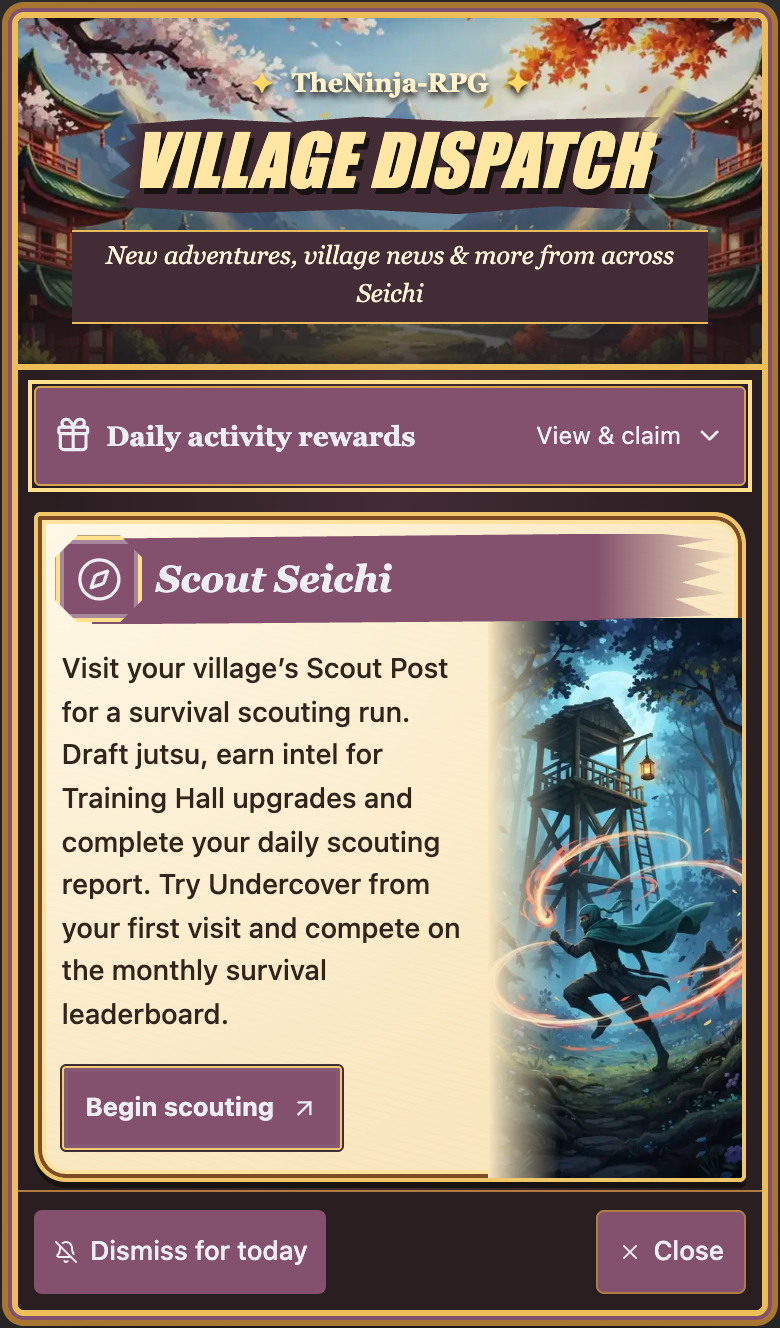 TheNinja-RPG
VILLAGE DISPATCH
New adventures, village news & more from across
Seichi
Daily activity rewards
View & claim
Scout Seichi
Visit your village’s Scout Post
for a survival scouting run.
Draft jutsu, earn intel for
Training Hall upgrades and
complete your daily scouting
report. Try Undercover from
your first visit and compete on
the monthly survival
leaderboard.
Begin scouting
Dismiss for today
Close